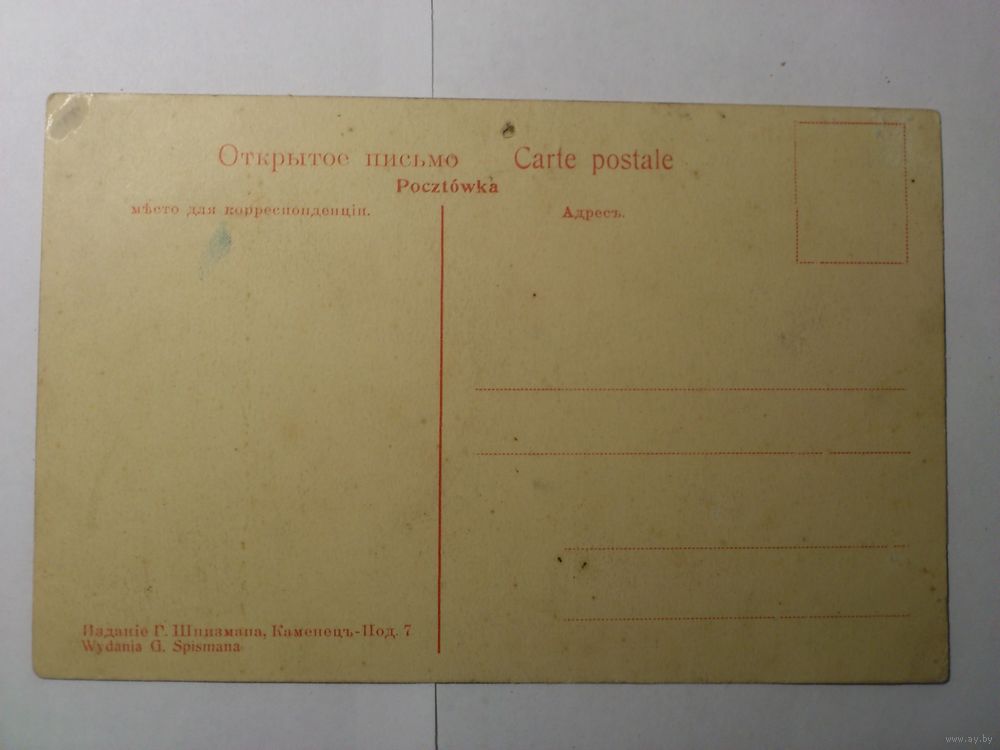 Открытое письмо Carte postale
Pocztówka
мѣсто для корреспонденціи.
Адресъ.
Изданіе Г. Шпизмана, Каменецъ-Под. 7
Wydania G. Spismana
www.ay.by